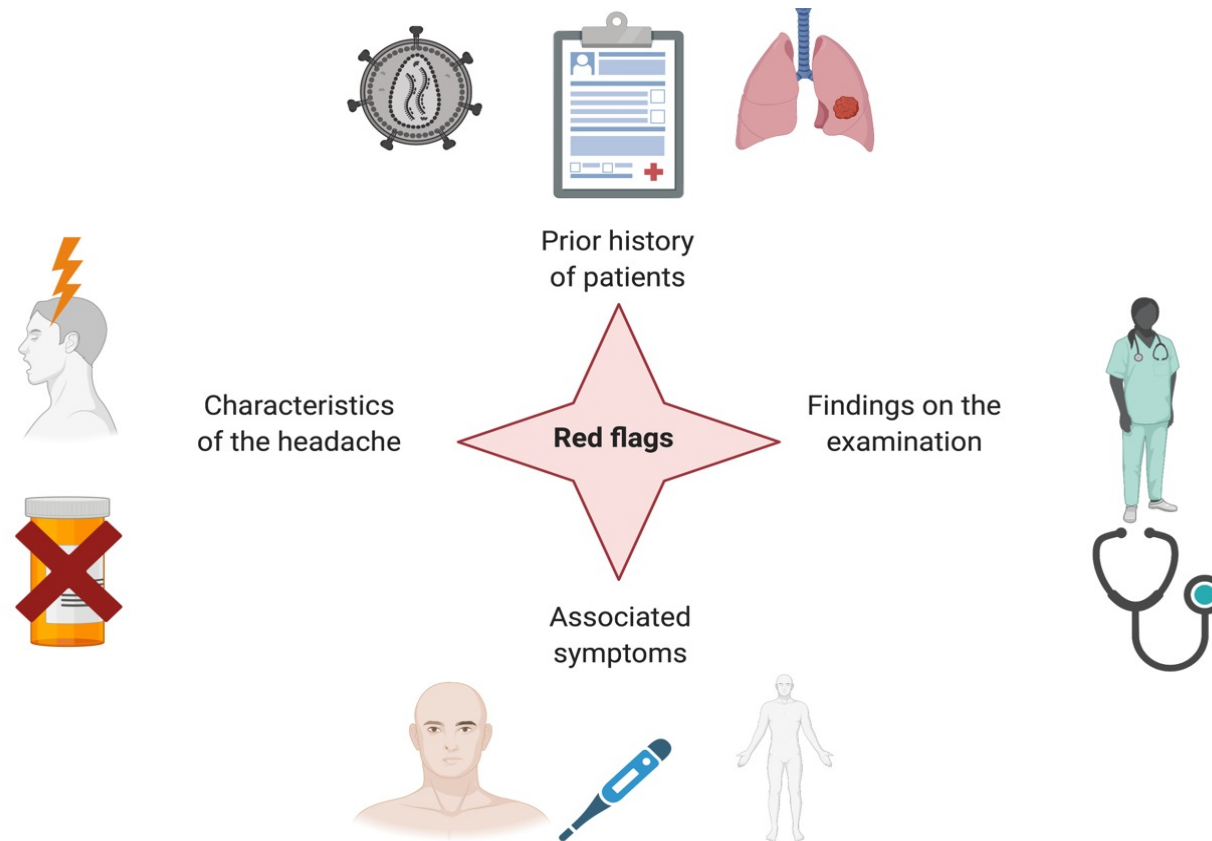 Prior history
of patients
Characteristics
of the headache
Red flags
Findings on the
examination
Associated
symptoms